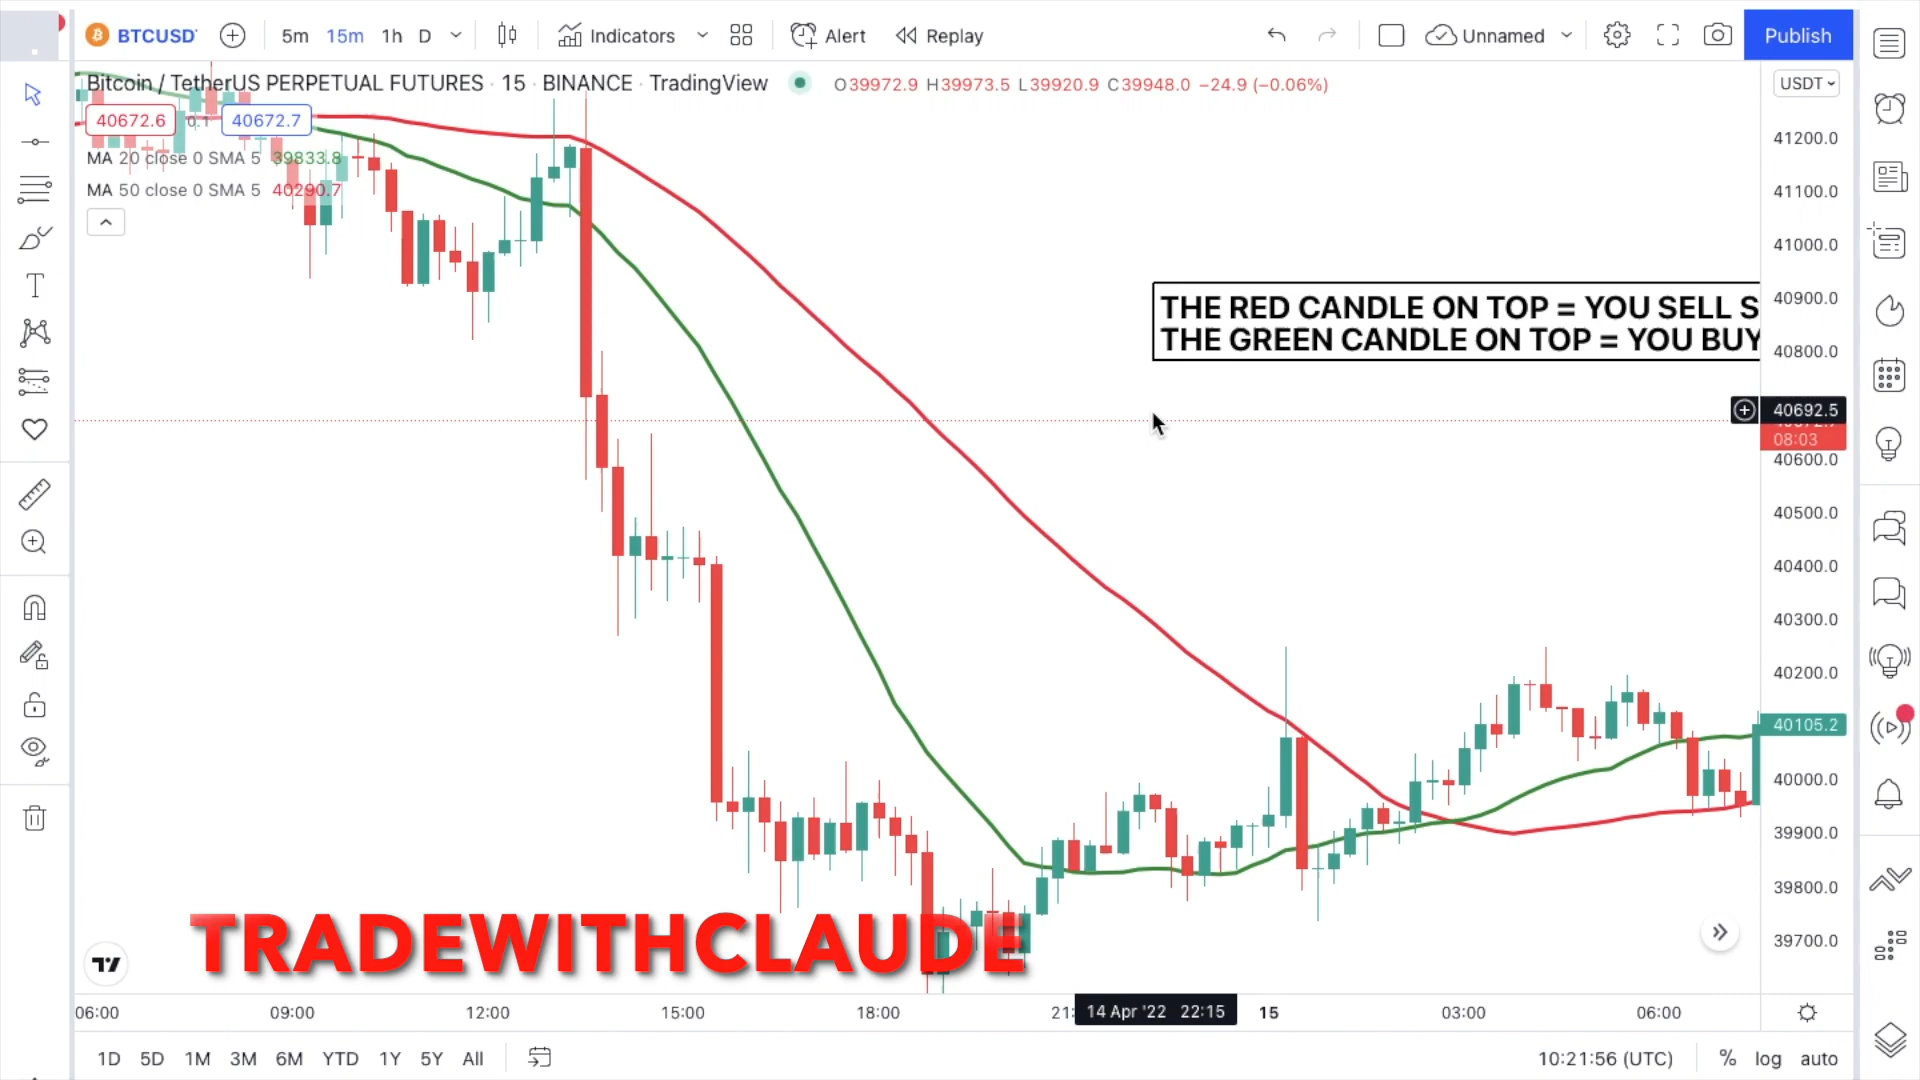 BTCUSD 5m 15m 1h D Indicators Alert Replay Unnamed Publish
Bitcoin / TetherUS PERPETUAL FUTURES · 15 · BINANCE · TradingView O39972.9 H39973.5 L39920.9 C39948.0 −24.9 (−0.06%) USDT
40672.6 0.1 40672.7
MA 20 close 0 SMA 5 39833.8
MA 50 close 0 SMA 5 40290.7
THE RED CANDLE ON TOP = YOU SELL S
THE GREEN CANDLE ON TOP = YOU BUY
41200.0
41100.0
41000.0
40900.0
40800.0
40692.5
08:03
40600.0
40500.0
40400.0
40300.0
40200.0
40105.2
40000.0
39900.0
39800.0
39700.0
TRADEWITHCLAUDE
06:00 09:00 12:00 15:00 18:00 21: 14 Apr '22 22:15 15 03:00 06:00
1D 5D 1M 3M 6M YTD 1Y 5Y All 10:21:56 (UTC) % log auto